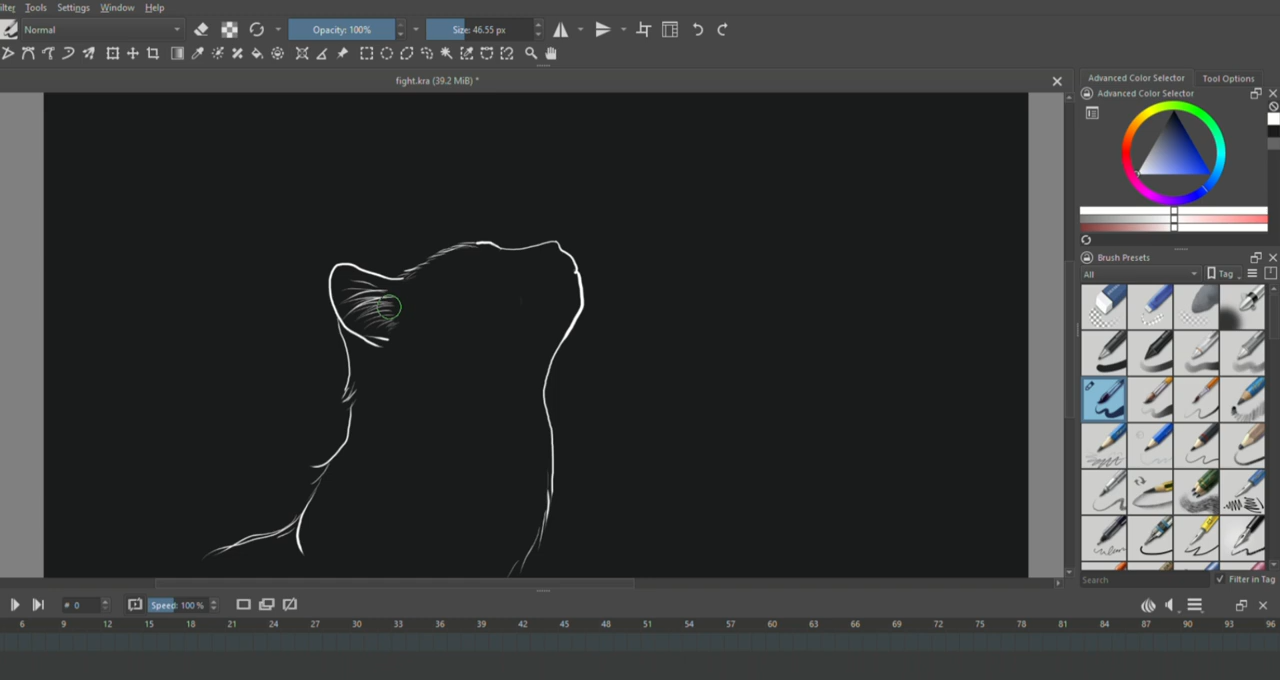 ilter Tools Settings Window Help
Normal Opacity: 100% Size: 46.55 px
fight.kra (39.2 MiB) *
Advanced Color Selector Tool Options
Advanced Color Selector
Brush Presets
All Tag
Search Filter in Tag
# 0 Speed: 100 %
6 9 12 15 18 21 24 27 30 33 36 39 42 45 48 51 54 57 60 63 66 69 72 75 78 81 84 87 90 93 96